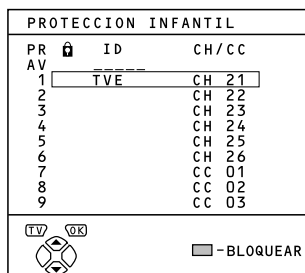 PROTECCION INFANTIL
PR ID CH/CC
AV _____
1 TVE CH 21
2 CH 22
3 CH 23
4 CH 24
5 CH 25
6 CH 26
7 CC 01
8 CC 02
9 CC 03
TV OK
-BLOQUEAR